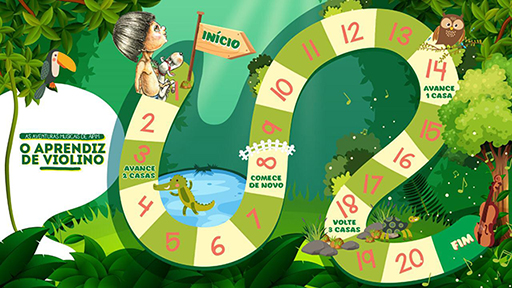 AS AVENTURAS MUSICAIS DE
O APRENDIZ
DE VIOLINO
INÍCIO
1
2
3
AVANCE
2 CASAS
4
5
6
7
8
COMECE
DE NOVO
9
10
11
12
13
14
AVANCE
1 CASA
15
16
17
18
VOLTE
3 CASAS
19
20
FIM